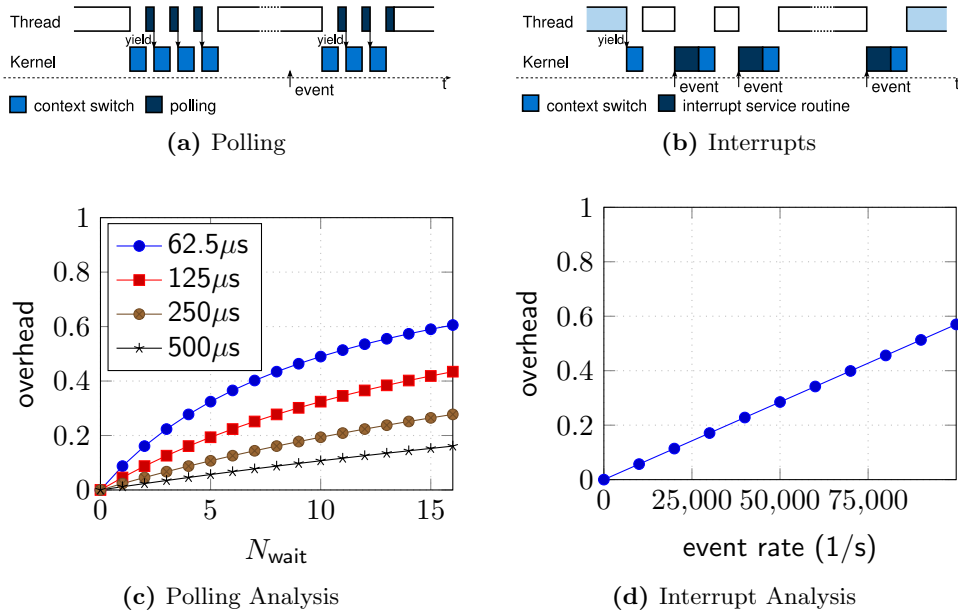 Thread
yield
yield
Kernel
event
t
context switch
polling
(a) Polling
Thread
yield
Kernel
event
event
event
t
context switch
interrupt service routine
(b) Interrupts
1
0.8
0.6
0.4
0.2
0
overhead
62.5μs
125μs
250μs
500μs
0
5
10
15
N_wait
(c) Polling Analysis
1
0.8
0.6
0.4
0.2
0
overhead
0
25,000
50,000
75,000
event rate (1/s)
(d) Interrupt Analysis